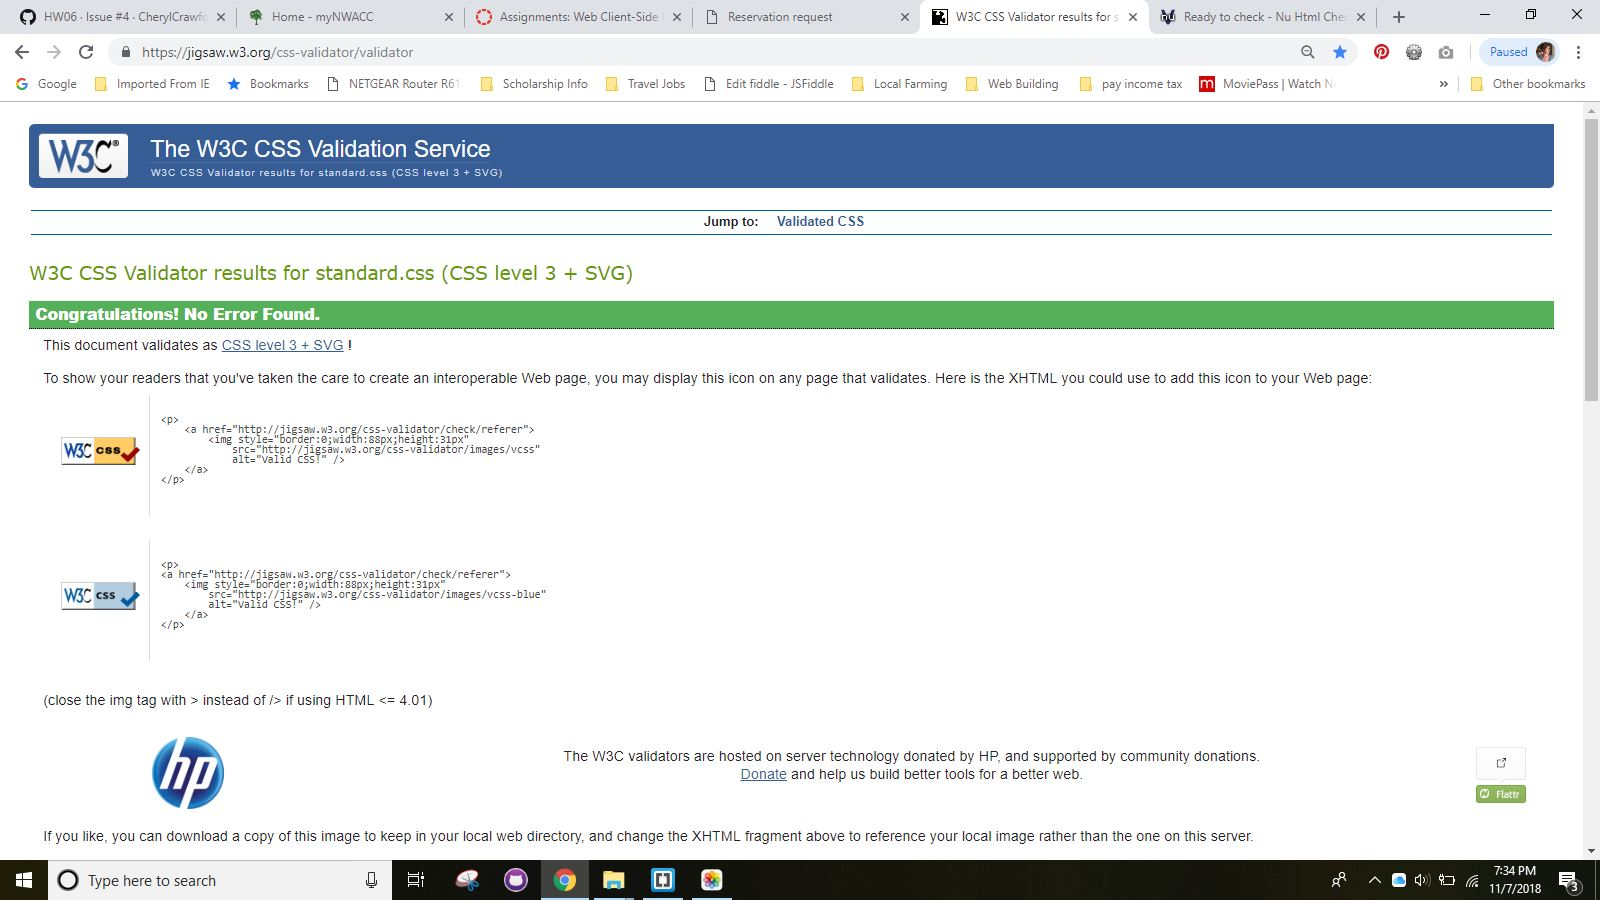 HW06 · Issue #4 · CherylCrawfo
Home - myNWACC
Assignments: Web Client-Side
Reservation request
W3C CSS Validator results for s
Ready to check - Nu Html Chec
https://jigsaw.w3.org/css-validator/validator
Paused
Google
Imported From IE
Bookmarks
NETGEAR Router R61
Scholarship Info
Travel Jobs
Edit fiddle - JSFiddle
Local Farming
Web Building
pay income tax
m MoviePass | Watch
» Other bookmarks
W3C® The W3C CSS Validation Service
W3C CSS Validator results for standard.css (CSS level 3 + SVG)
Jump to: Validated CSS
W3C CSS Validator results for standard.css (CSS level 3 + SVG)
Congratulations! No Error Found.
This document validates as CSS level 3 + SVG !
To show your readers that you've taken the care to create an interoperable Web page, you may display this icon on any page that validates. Here is the XHTML you could use to add this icon to your Web page:
W3C css
<p>
<a href="http://jigsaw.w3.org/css-validator/check/referer">
<img style="border:0;width:88px;height:31px"
src="http://jigsaw.w3.org/css-validator/images/vcss"
alt="Valid CSS!" />
</a>
</p>
W3C css
<p>
<a href="http://jigsaw.w3.org/css-validator/check/referer">
<img style="border:0;width:88px;height:31px"
src="http://jigsaw.w3.org/css-validator/images/vcss-blue"
alt="Valid CSS!" />
</a>
</p>
(close the img tag with > instead of /> if using HTML <= 4.01)
hp
The W3C validators are hosted on server technology donated by HP, and supported by community donations.
Donate and help us build better tools for a better web.
Flattr
If you like, you can download a copy of this image to keep in your local web directory, and change the XHTML fragment above to reference your local image rather than the one on this server.
Type here to search
7:34 PM
11/7/2018
3